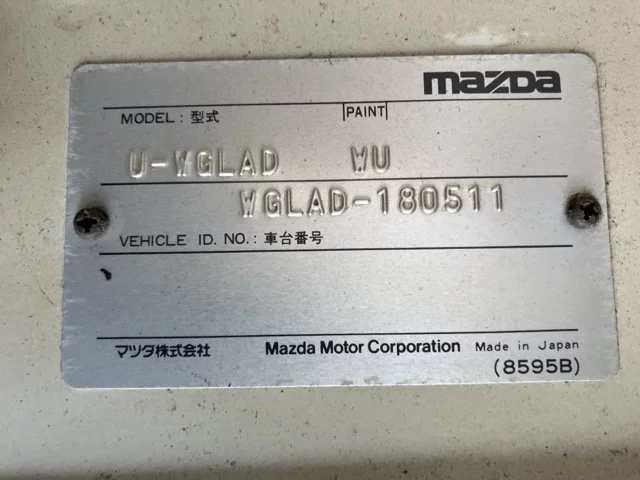 mazda
MODEL : 型式 PAINT
U-WGLAD WU
WGLAD-180511
VEHICLE ID. NO. : 車台番号
マツダ株式会社 Mazda Motor Corporation Made in Japan
(8595B)